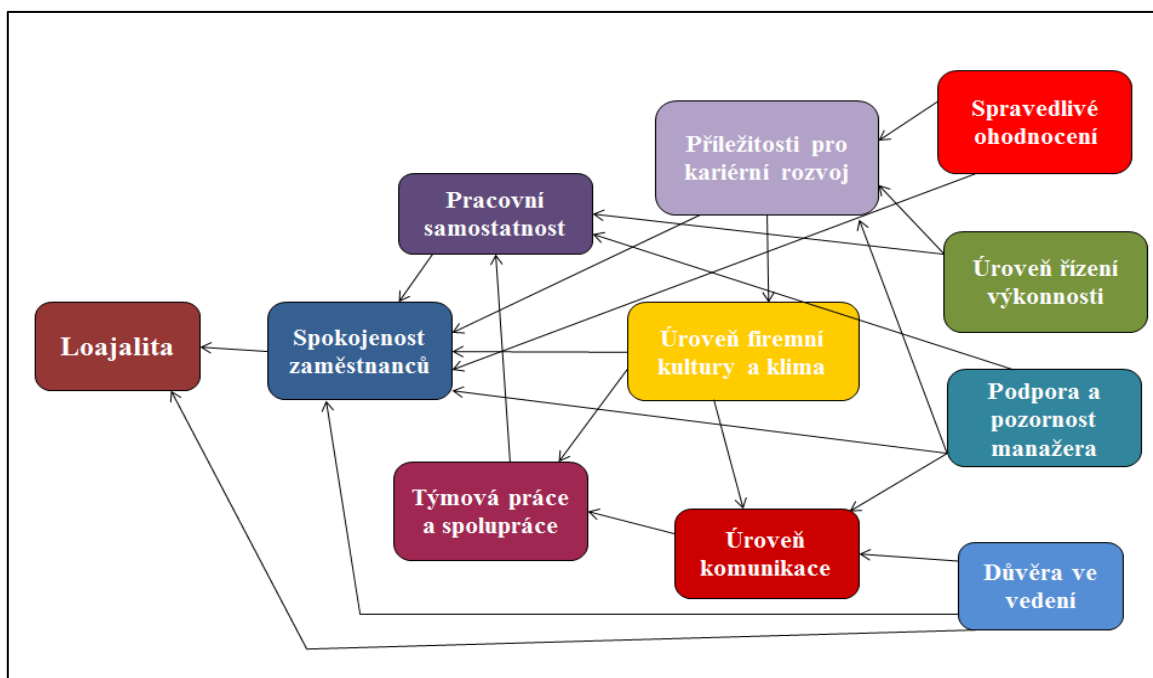 Spravedlivé
ohodnocení
Příležitosti pro
kariérní rozvoj
Pracovní
samostatnost
Úroveň řízení
výkonnosti
Loajalita
Spokojenost
zaměstnanců
Úroveň firemní
kultury a klima
Podpora a
pozornost
manažera
Týmová práce
a spolupráce
Úroveň
komunikace
Důvěra ve
vedení